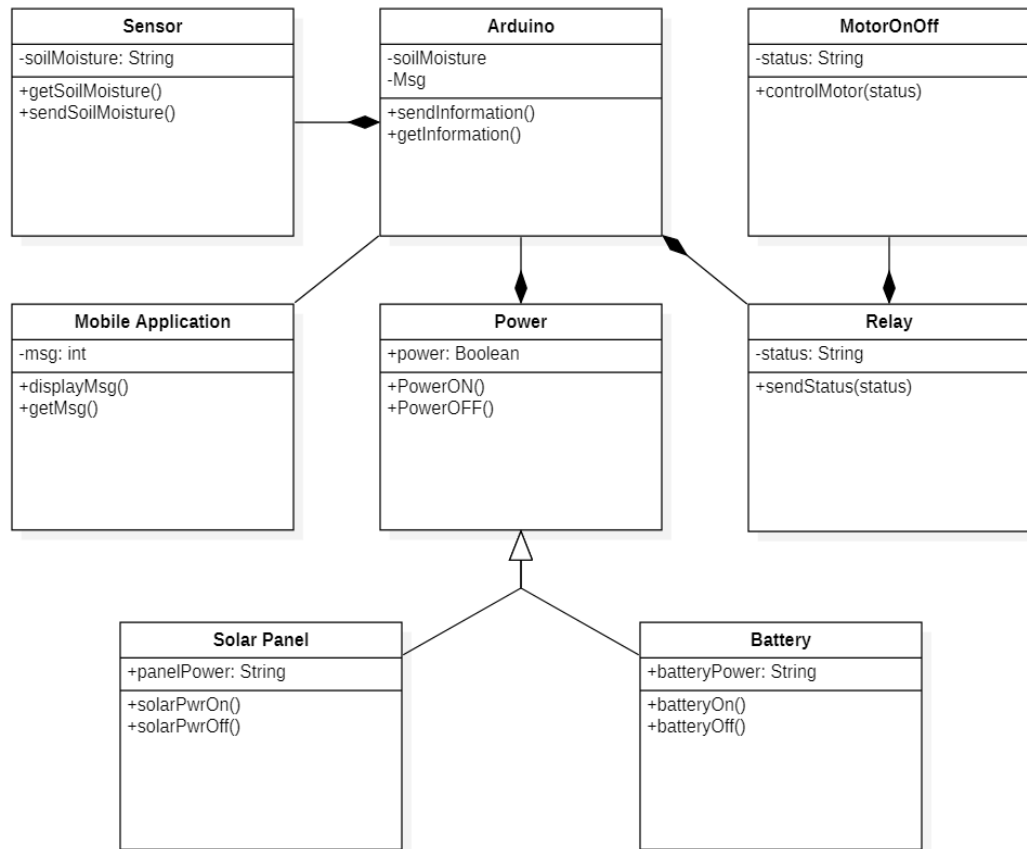 Sensor
-soilMoisture: String
+getSoilMoisture()
+sendSoilMoisture()
Arduino
-soilMoisture
-Msg
+sendInformation()
+getInformation()
MotorOnOff
-status: String
+controlMotor(status)
Mobile Application
-msg: int
+displayMsg()
+getMsg()
Power
+power: Boolean
+PowerON()
+PowerOFF()
Relay
-status: String
+sendStatus(status)
Solar Panel
+panelPower: String
+solarPwrOn()
+solarPwrOff()
Battery
+batteryPower: String
+batteryOn()
+batteryOff()